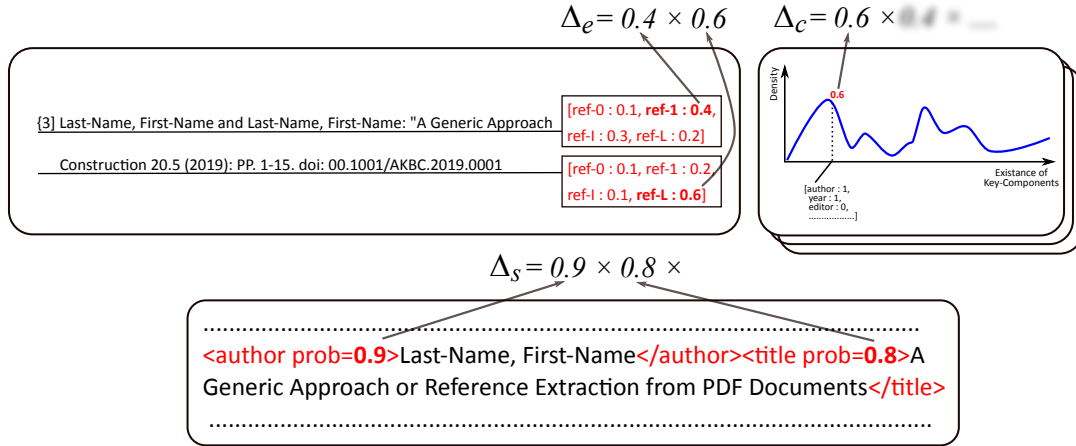 Δe = 0.4 × 0.6
{3] Last-Name, First-Name and Last-Name, First-Name: "A Generic Approach
[ref-0 : 0.1, ref-1 : 0.4,
ref-I : 0.3, ref-L : 0.2]
Construction 20.5 (2019): PP. 1-15. doi: 00.1001/AKBC.2019.0001
[ref-0 : 0.1, ref-1 : 0.2,
ref-I : 0.1, ref-L : 0.6]
Δc = 0.6 × 0.4 × ....
Density
0.6
Existance of
Key-Components
[author : 1,
year : 1,
editor : 0,
..................]
Δs = 0.9 × 0.8 ×
................................................................................................
<author prob=0.9>Last-Name, First-Name</author><title prob=0.8>A
Generic Approach or Reference Extraction from PDF Documents</title>
................................................................................................